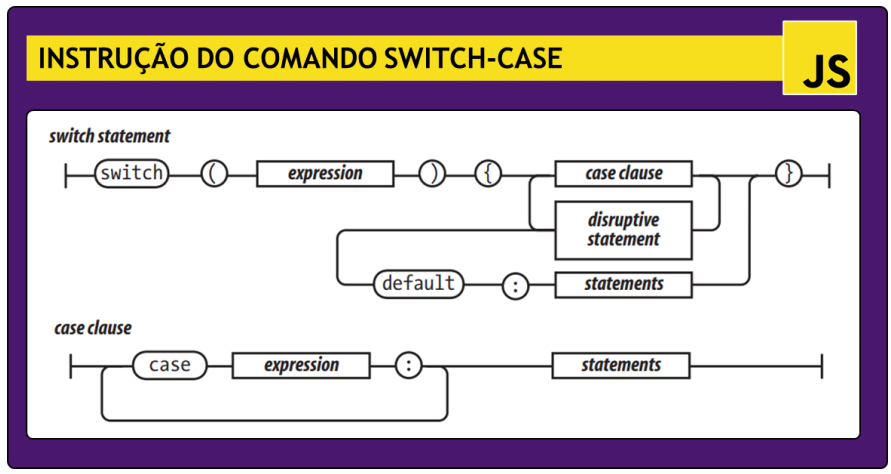 INSTRUÇÃO DO COMANDO SWITCH-CASE
JS
switch statement
switch ( expression ) { case clause }
disruptive
statement
default : statements
case clause
case expression : statements